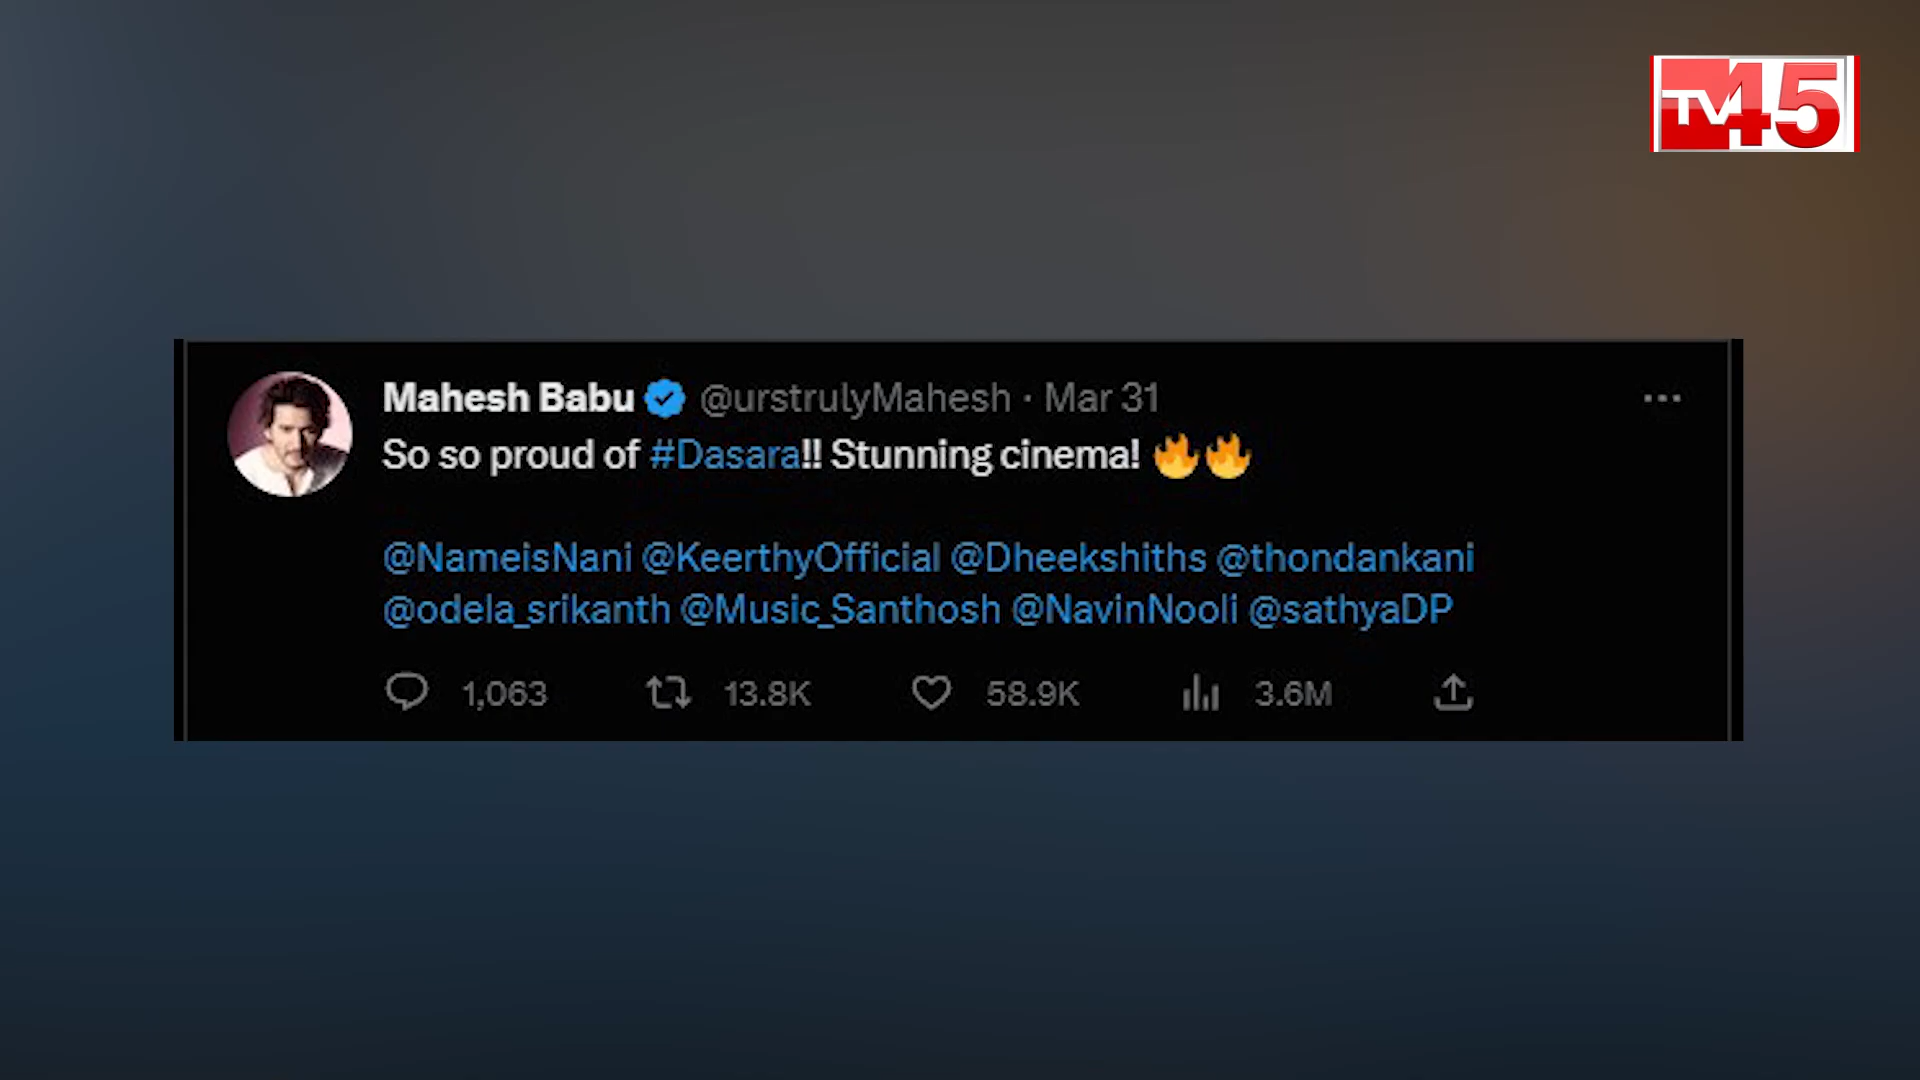 TV45
Mahesh Babu @urstrulyMahesh · Mar 31
So so proud of #Dasara!! Stunning cinema! 🔥🔥
@NameisNani @KeerthyOfficial @Dheekshiths @thondankani
@odela_srikanth @Music_Santhosh @NavinNooli @sathyaDP
1,063 13.8K 58.9K 3.6M